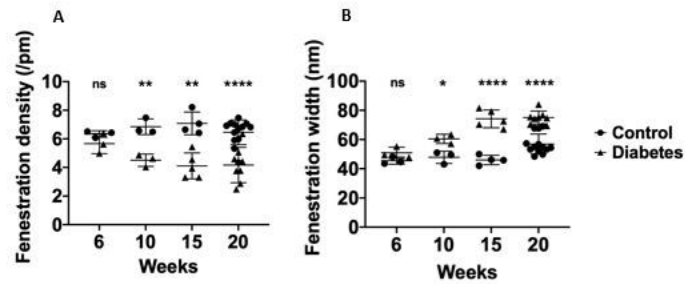 A
Fenestration density (/pm)
10
8
6
4
2
0
ns
**
**
****
6
10
15
20
Weeks
B
Fenestration width (nm)
100
80
60
40
20
0
ns
*
****
****
6
10
15
20
Weeks
Control
Diabetes